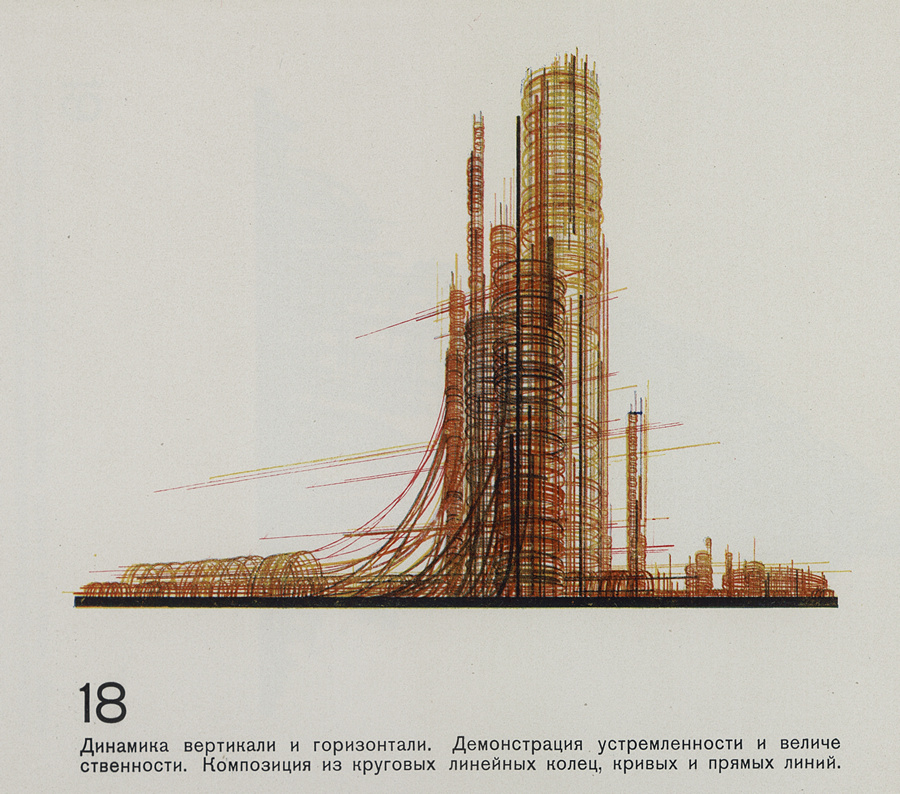 18
Динамика вертикали и горизонтали. Демонстрация устремленности и величе
ственности. Композиция из круговых линейных колец, кривых и прямых линий.